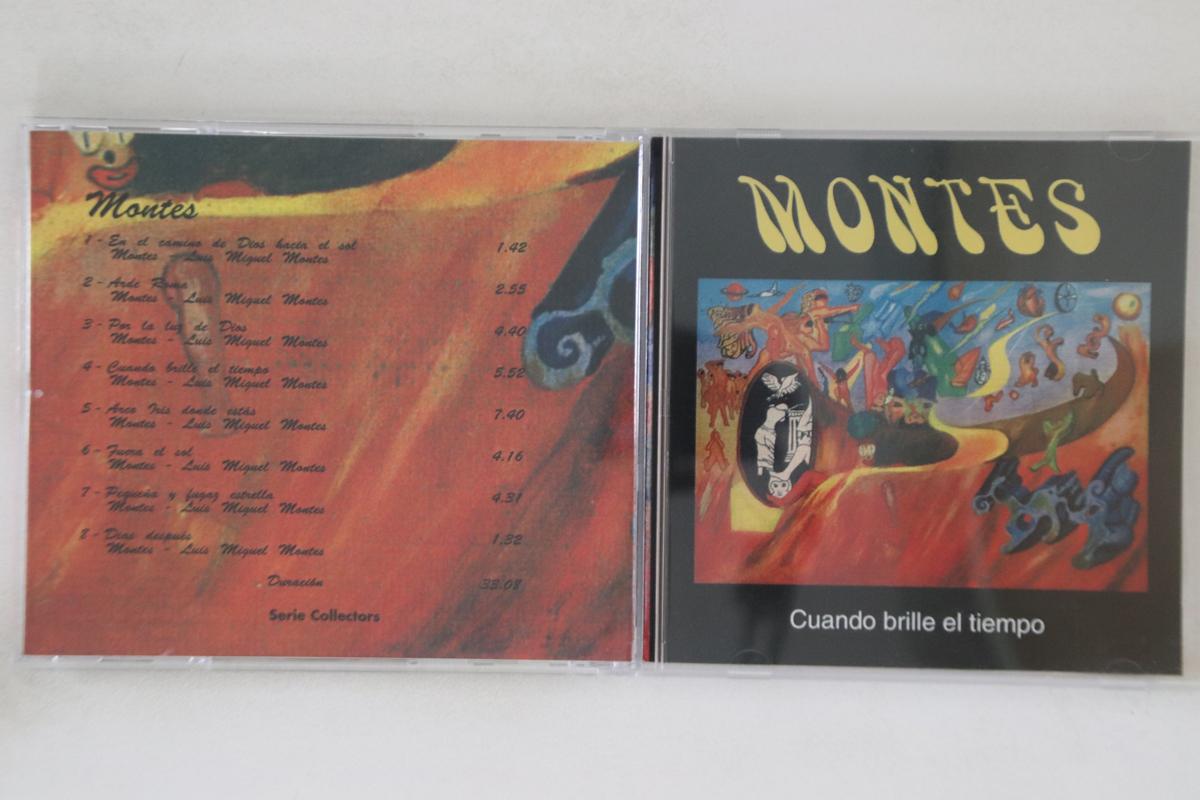 Montes
1 - En el camino de Dios hacia el sol 1.42
Montes - Luis Miguel Montes
2 - Arde Roma 2.55
Montes - Luis Miguel Montes
3 - Por la luz de Dios 4.40
Montes - Luis Miguel Montes
4 - Cuando brille el tiempo 5.52
Montes - Luis Miguel Montes
5 - Arco Iris donde estás 7.40
Montes - Luis Miguel Montes
6 - Fuera el sol 4.16
Montes - Luis Miguel Montes
7 - Pequeña y fugaz estrella 4.31
Montes - Luis Miguel Montes
8 - Dias después 1.32
Montes - Luis Miguel Montes
Duración 33.08
Serie Collectors
MONTES
Cuando brille el tiempo